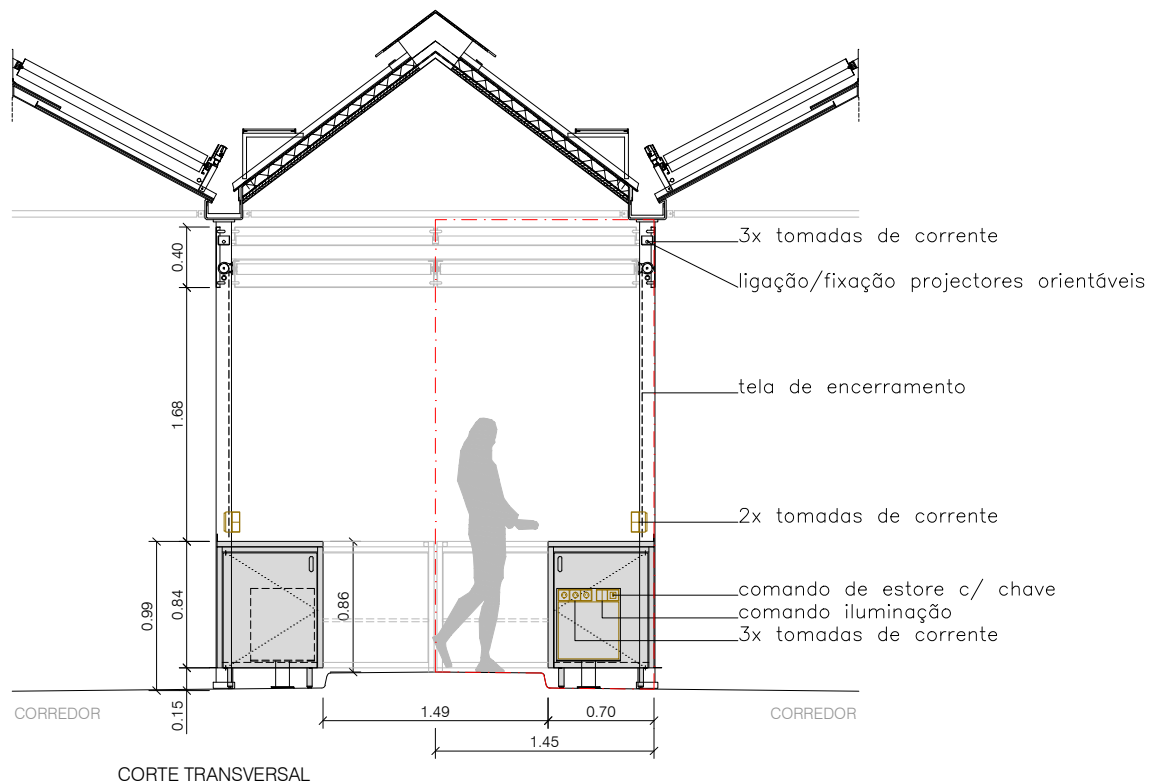 3x tomadas de corrente
0.40
ligação/fixação projectores orientáveis
tela de encerramento
1.68
2x tomadas de corrente
0.99
0.84
0.86
comando de estore c/ chave
comando iluminação
3x tomadas de corrente
0.15
CORREDOR
1.49
0.70
CORREDOR
1.45
CORTE TRANSVERSAL